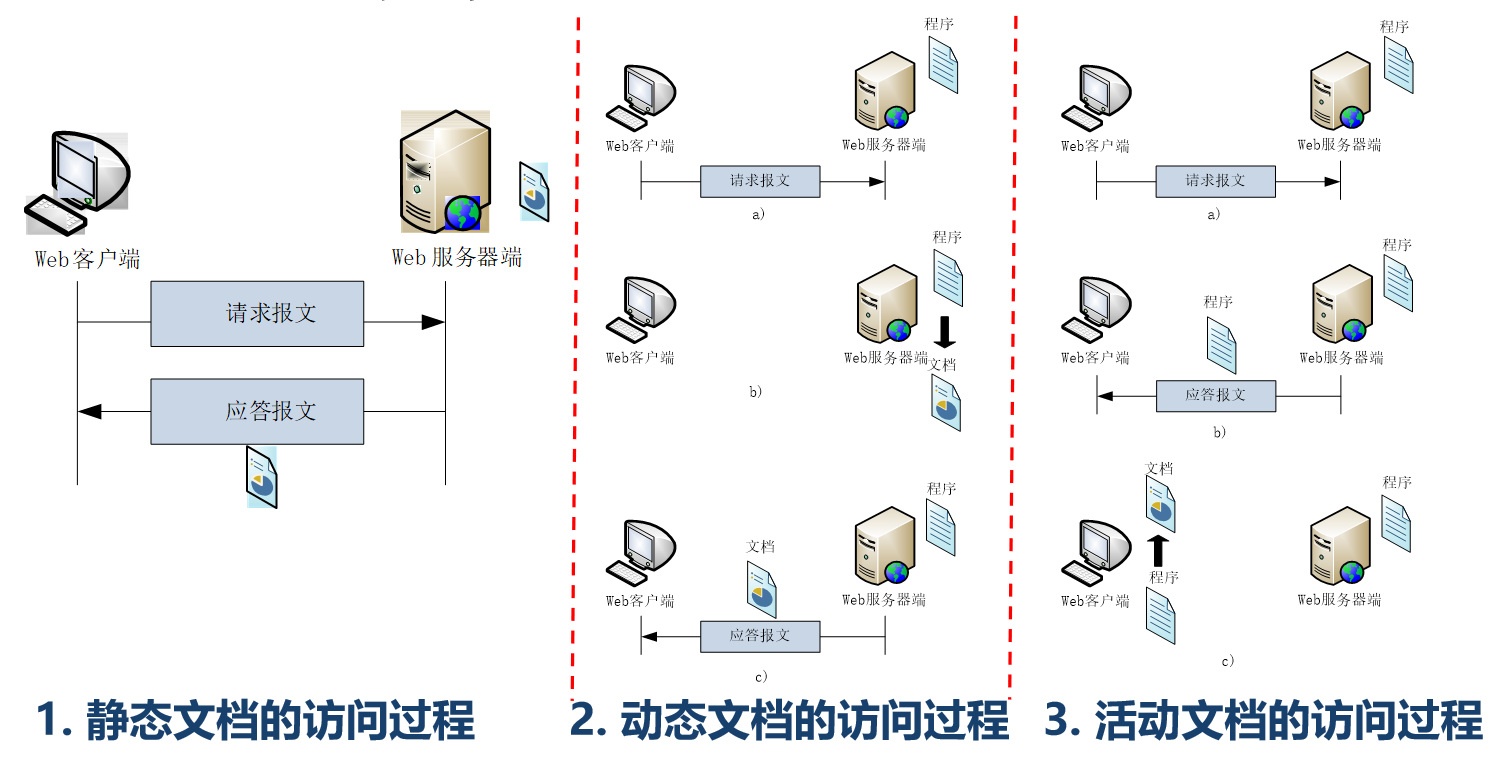 Web客户端
Web 服务器端
请求报文
应答报文
1. 静态文档的访问过程
程序
Web客户端
Web服务器端
请求报文
a)
程序
Web客户端
Web服务器端
文档
b)
程序
文档
Web客户端
Web服务器端
应答报文
c)
2. 动态文档的访问过程
程序
Web客户端
Web服务器端
请求报文
a)
程序
程序
Web客户端
Web服务器端
应答报文
b)
文档
程序
程序
Web客户端
Web服务器端
c)
3. 活动文档的访问过程